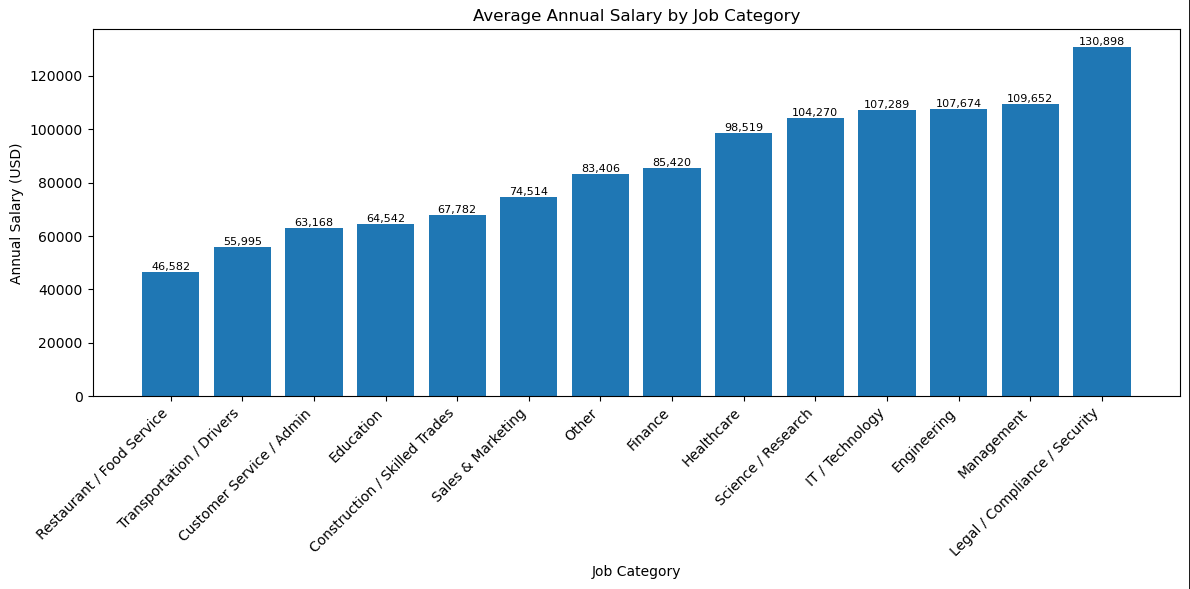 Average Annual Salary by Job Category
Annual Salary (USD)
120000
100000
80000
60000
40000
20000
0
46,582
55,995
63,168
64,542
67,782
74,514
83,406
85,420
98,519
104,270
107,289
107,674
109,652
130,898
Restaurant / Food Service
Transportation / Drivers
Customer Service / Admin
Education
Construction / Skilled Trades
Sales & Marketing
Other
Finance
Healthcare
Science / Research
IT / Technology
Engineering
Management
Legal / Compliance / Security
Job Category